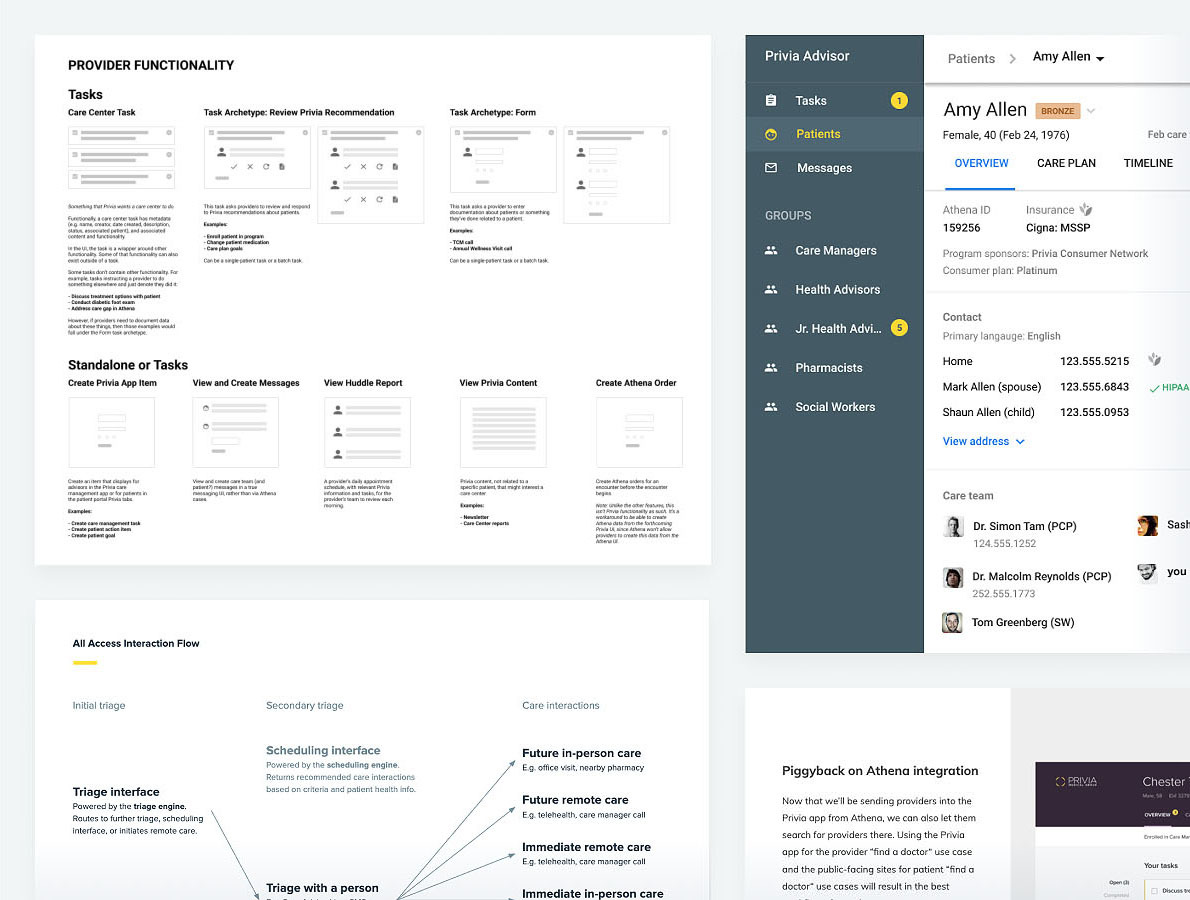 PROVIDER FUNCTIONALITY
Tasks
Care Center Task
Something that Privia wants a care center to do
Functionally, a care center task has metadata
(e.g. name, creator, date created, description,
status, associated patient), and associated
content and functionality.
In the UI, the task is a wrapper around other
functionality. Some of that functionality can also
exist outside of a task.
Some tasks don't contain other functionality. For
example, tasks instructing a provider to do
something elsewhere and just denote they did it:
- Discuss treatment options with patient
- Conduct diabetic foot exam
- Address care gap in Athena
However, if providers need to document data
about these things, then those examples would
fall under the Form task archetype.
Task Archetype: Review Privia Recommendation
This task asks providers to review and respond
to Privia recommendations about patients.
Examples:
- Enroll patient in program
- Change patient medication
- Care plan goals
Can be a single-patient task or a batch task.
Task Archetype: Form
This task asks a provider to enter
documentation about patients or something
they've done related to a patient.
Examples:
- TCM call
- Annual Wellness Visit call
Can be a single-patient task or a batch task.
Standalone or Tasks
Create Privia App Item
Create an item that displays for
advisors in the Privia care
management app or for patients in
the patient portal Privia tabs.
Examples:
- Create care management task
- Create patient action item
- Create patient goal
View and Create Messages
View and create care team (and
patient?) messages in a true
messaging UI, rather than via Athena
cases.
View Huddle Report
A provider's daily appointment
schedule, with relevant Privia
information and tasks, for the
provider's team to review each
morning.
View Privia Content
Privia content, not related to a
specific patient, that might interest a
care center.
Examples:
- Newsletter
- Care Center reports
Create Athena Order
Create Athena orders for an
encounter before the encounter
begins.
Note: Unlike the other features, this
isn't Privia functionality as such. It's a
workaround to be able to create
Athena data from the forthcoming
Privia UI, since Athena won't allow
providers to create this data from the
Athena UI.
Privia Advisor
Tasks
1
Patients
Messages
GROUPS
Care Managers
Health Advisors
Jr. Health Advi...
5
Pharmacists
Social Workers
Patients
Amy Allen
Amy Allen
BRONZE
Female, 40 (Feb 24, 1976)
Feb care
OVERVIEW
CARE PLAN
TIMELINE
Athena ID
159256
Insurance
Cigna: MSSP
Program sponsors: Privia Consumer Network
Consumer plan: Platinum
Contact
Primary langauge: English
Home 123.555.5215
Mark Allen (spouse) 123.555.6843
HIPAA
Shaun Allen (child) 123.555.0953
View address
Care team
Dr. Simon Tam (PCP)
124.555.1252
Sash
Dr. Malcolm Reynolds (PCP)
252.555.1773
you
Tom Greenberg (SW)
All Access Interaction Flow
Initial triage
Secondary triage
Care interactions
Triage interface
Powered by the triage engine.
Routes to further triage, scheduling
interface, or initiates remote care.
Scheduling interface
Powered by the scheduling engine.
Returns recommended care interactions
based on criteria and patient health info.
Triage with a person
Future in-person care
E.g. office visit, nearby pharmacy
Future remote care
E.g. telehealth, care manager call
Immediate remote care
E.g. telehealth, care manager call
Immediate in-person care
Piggyback on Athena integration
Now that we'll be sending providers into the
Privia app from Athena, we can also let them
search for providers there. Using the Privia
app for the provider "find a doctor" use case
and the public-facing sites for patient "find a
doctor" use cases will result in the best
PRIVIA
MEDICAL GROUP
Chester
Male, 58
OVERVIEW
Enrolled in Care Man
Your tasks
Open (3)
Completed
Discuss tre